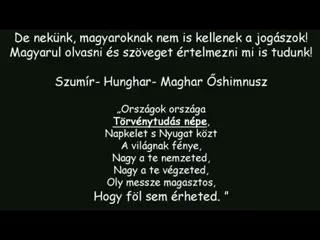 De nekünk, magyaroknak nem is kellenek a jogászok!
Magyarul olvasni és szöveget értelmezni mi is tudunk!
Szumír- Hunghar- Maghar Őshimnusz
„Országok országa
Törvénytudás népe,
Napkelet s Nyugat közt
A világnak fénye,
Nagy a te nemzeted,
Nagy a te végzeted,
Oly messze magasztos,
Hogy föl sem érheted. ”